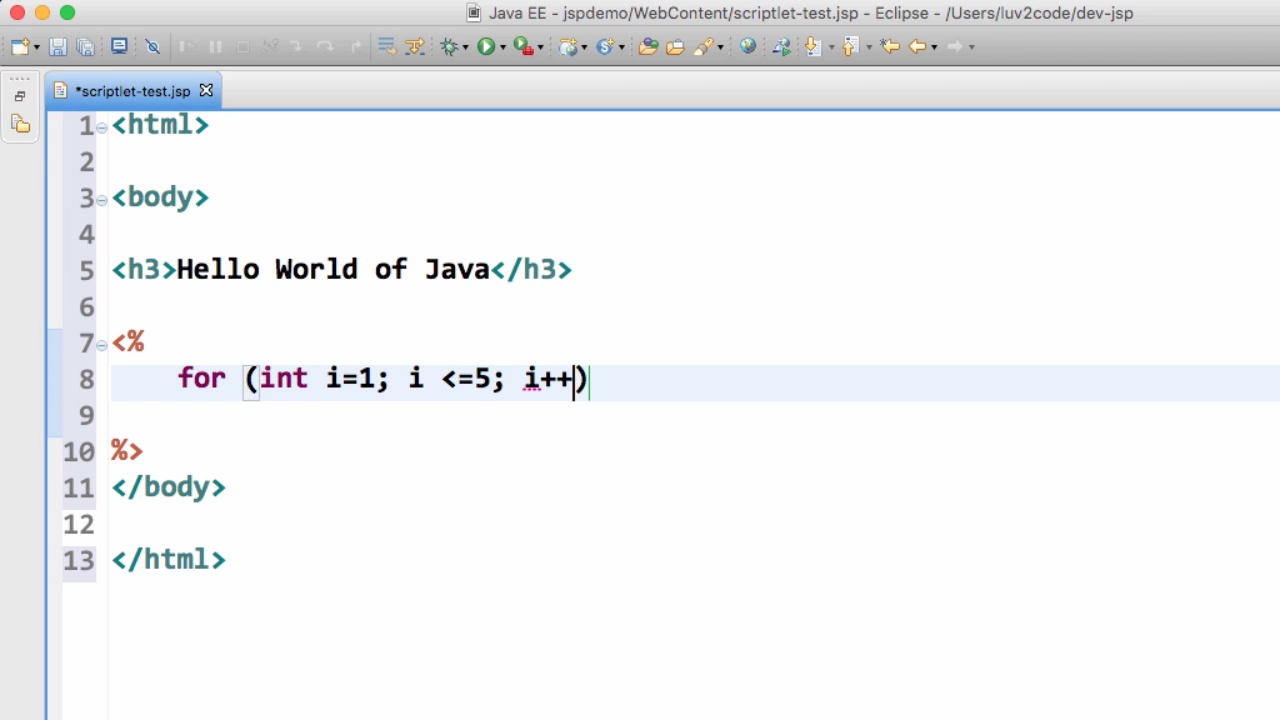 Java EE - jspdemo/WebContent/scriptlet-test.jsp - Eclipse - /Users/luv2code/dev-jsp
*scriptlet-test.jsp
1 <html>
2
3 <body>
4
5 <h3>Hello World of Java</h3>
6
7 <%
8 for (int i=1; i <=5; i++)
9
10 %>
11 </body>
12
13 </html>